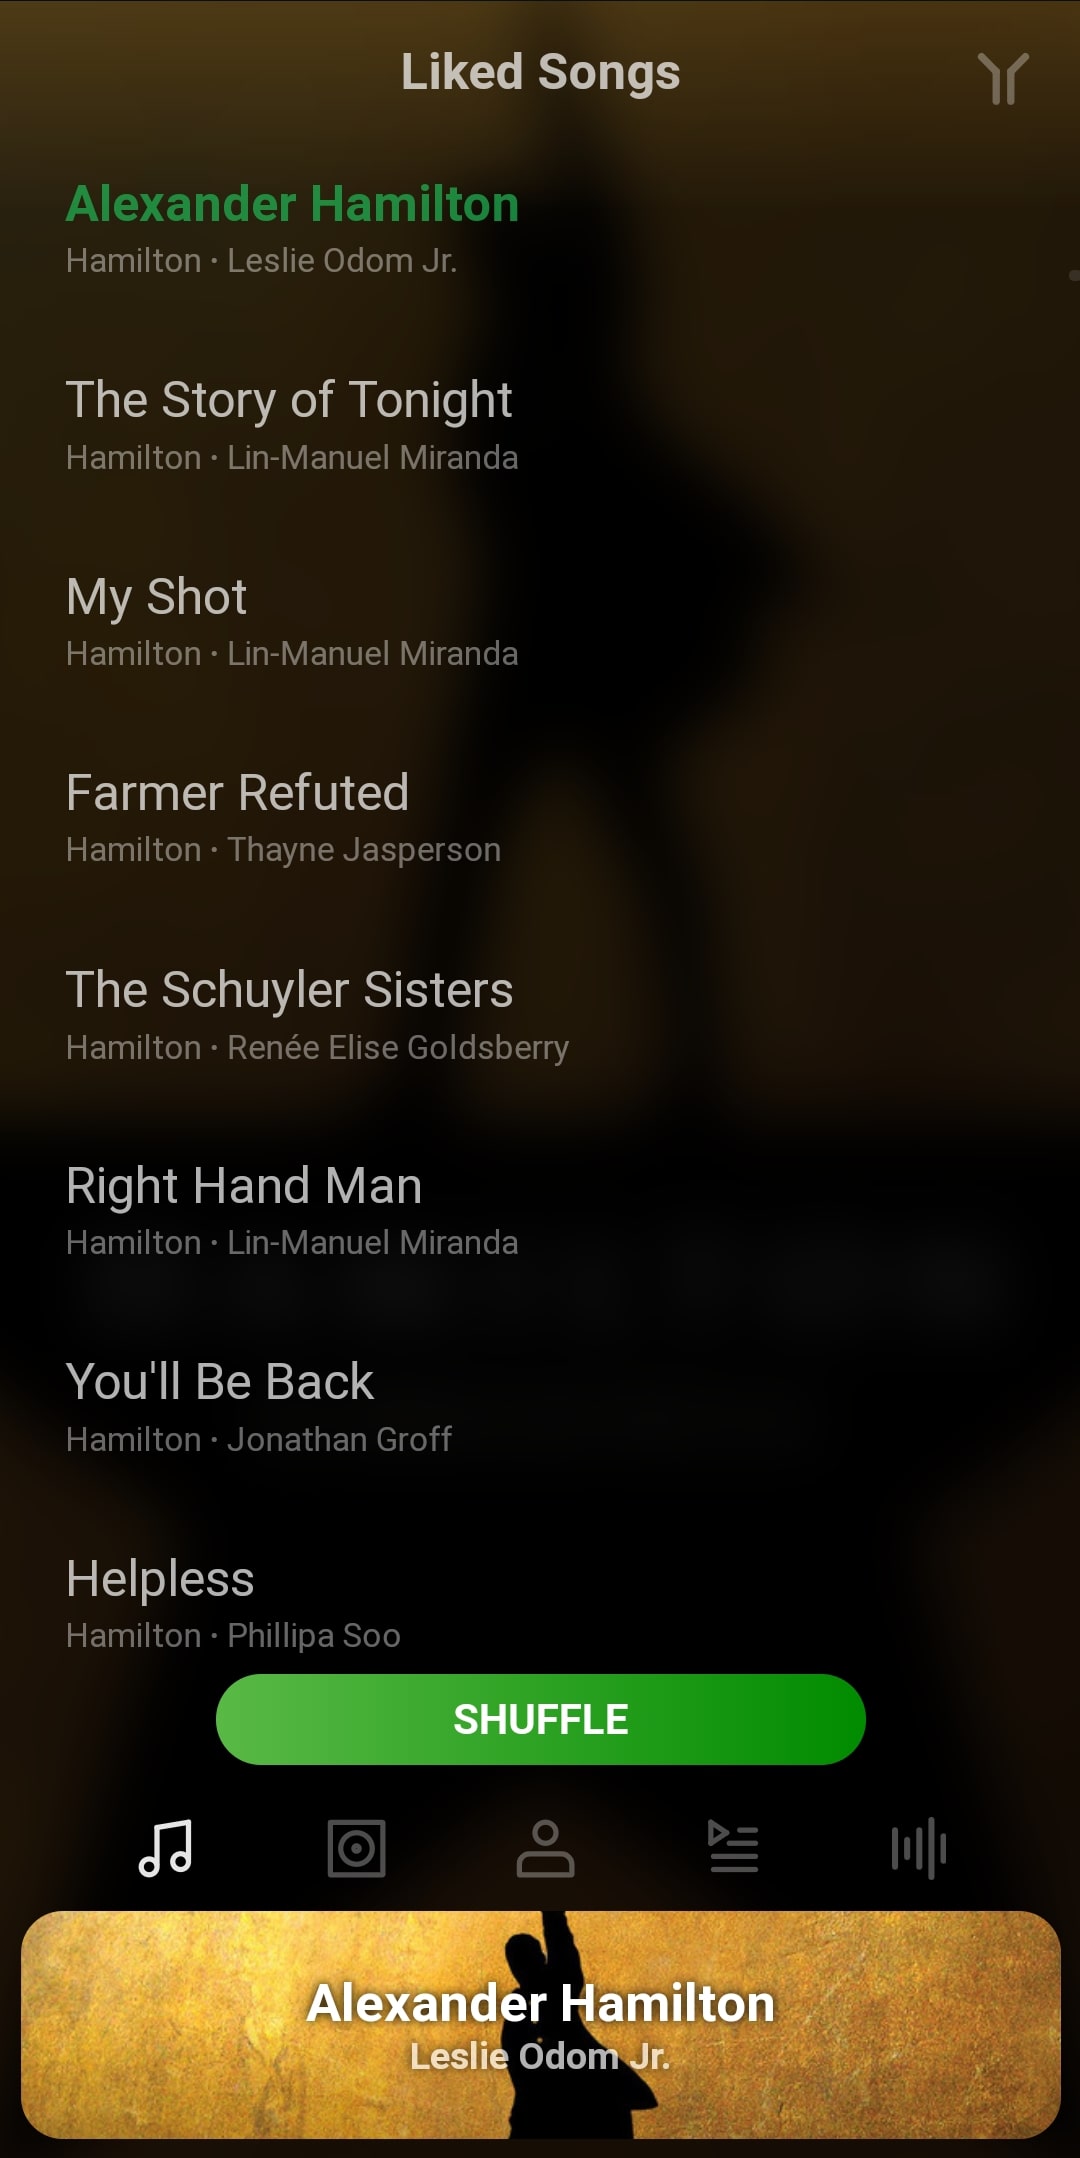 Liked Songs
Alexander Hamilton
Hamilton · Leslie Odom Jr.
The Story of Tonight
Hamilton · Lin-Manuel Miranda
My Shot
Hamilton · Lin-Manuel Miranda
Farmer Refuted
Hamilton · Thayne Jasperson
The Schuyler Sisters
Hamilton · Renée Elise Goldsberry
Right Hand Man
Hamilton · Lin-Manuel Miranda
You'll Be Back
Hamilton · Jonathan Groff
Helpless
Hamilton · Phillipa Soo
SHUFFLE
Alexander Hamilton
Leslie Odom Jr.